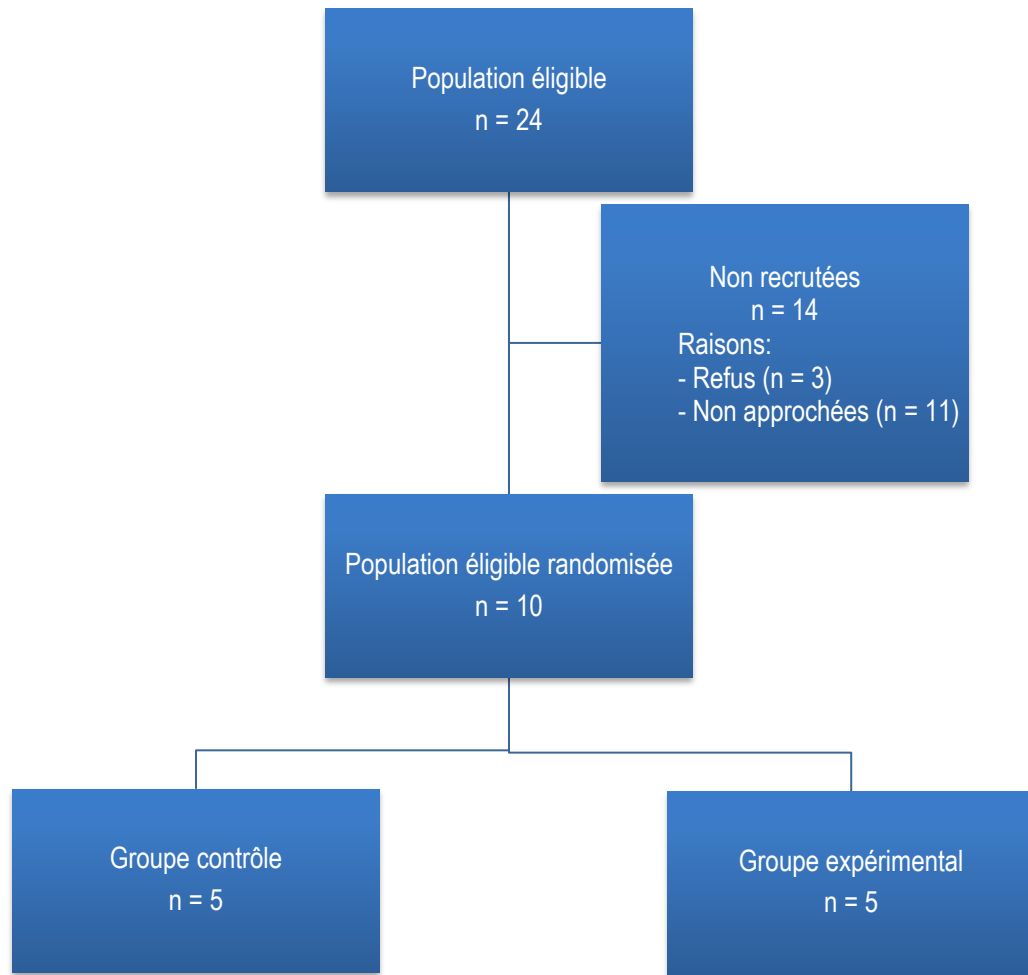 Population éligible
n = 24
Non recrutées
n = 14
Raisons:
- Refus (n = 3)
- Non approchées (n = 11)
Population éligible randomisée
n = 10
Groupe contrôle
n = 5
Groupe expérimental
n = 5